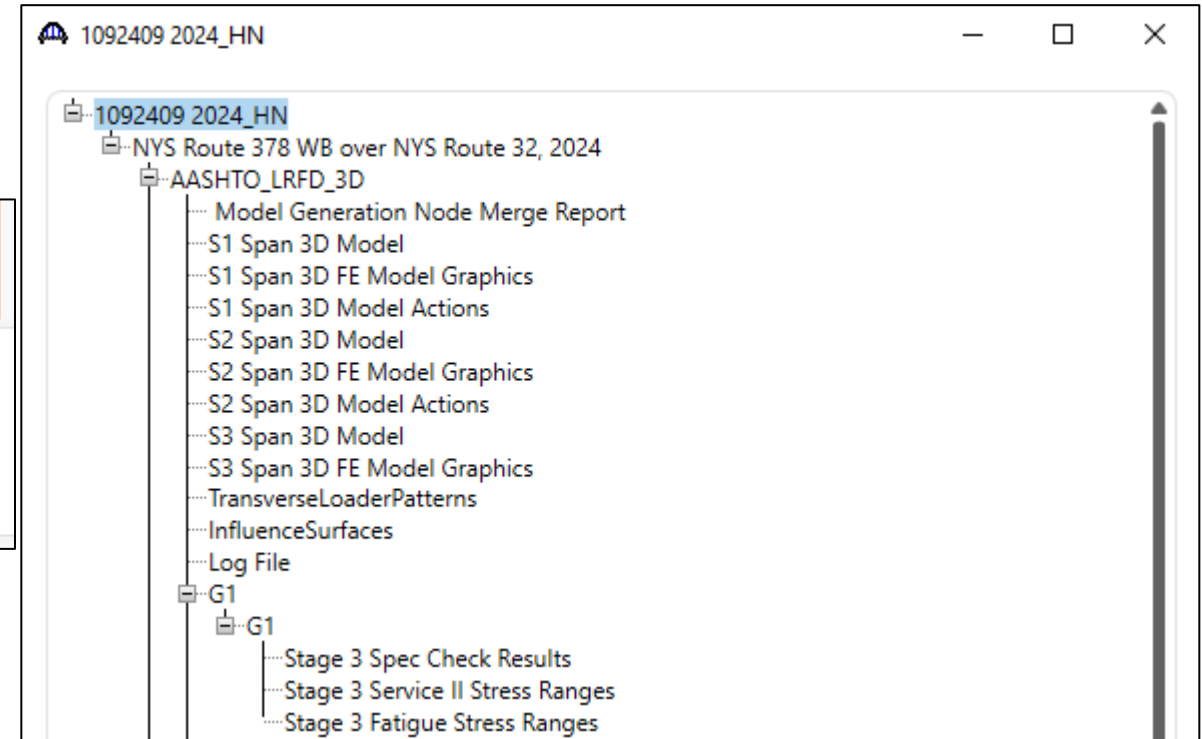 1092409 2024_HN
1092409 2024_HN
NYS Route 378 WB over NYS Route 32, 2024
AASHTO_LRFD_3D
Model Generation Node Merge Report
S1 Span 3D Model
S1 Span 3D FE Model Graphics
S1 Span 3D Model Actions
S2 Span 3D Model
S2 Span 3D FE Model Graphics
S2 Span 3D Model Actions
S3 Span 3D Model
S3 Span 3D FE Model Graphics
TransverseLoaderPatterns
InfluenceSurfaces
Log File
G1
G1
Stage 3 Spec Check Results
Stage 3 Service II Stress Ranges
Stage 3 Fatigue Stress Ranges